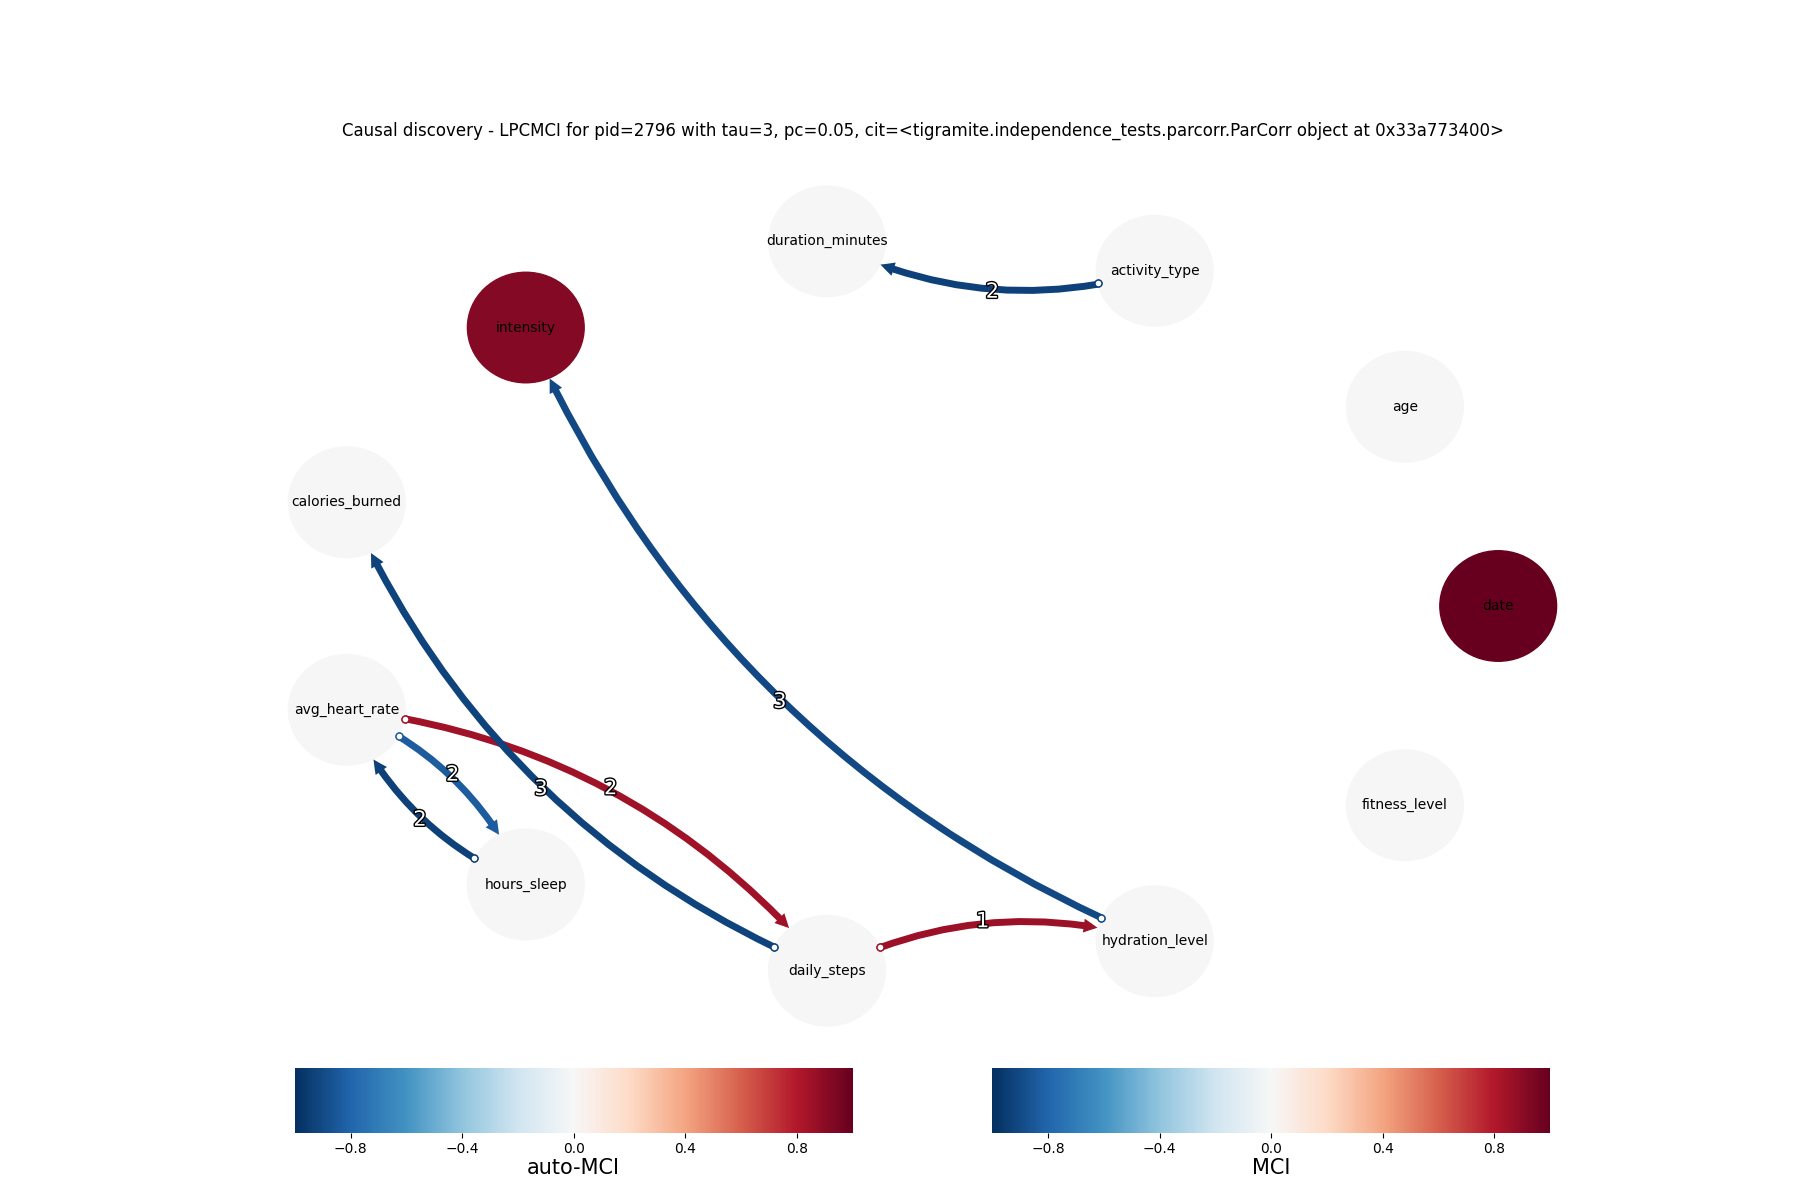 Causal discovery - LPCMCI for pid=2796 with tau=3, pc=0.05, cit=<tigramite.independence_tests.parcorr.ParCorr object at 0x33a773400>
duration_minutes
activity_type
2
intensity
age
calories_burned
date
3
avg_heart_rate
2
3
2
2
fitness_level
hours_sleep
1
hydration_level
daily_steps
−0.8 −0.4 0.0 0.4 0.8
auto-MCI
−0.8 −0.4 0.0 0.4 0.8
MCI